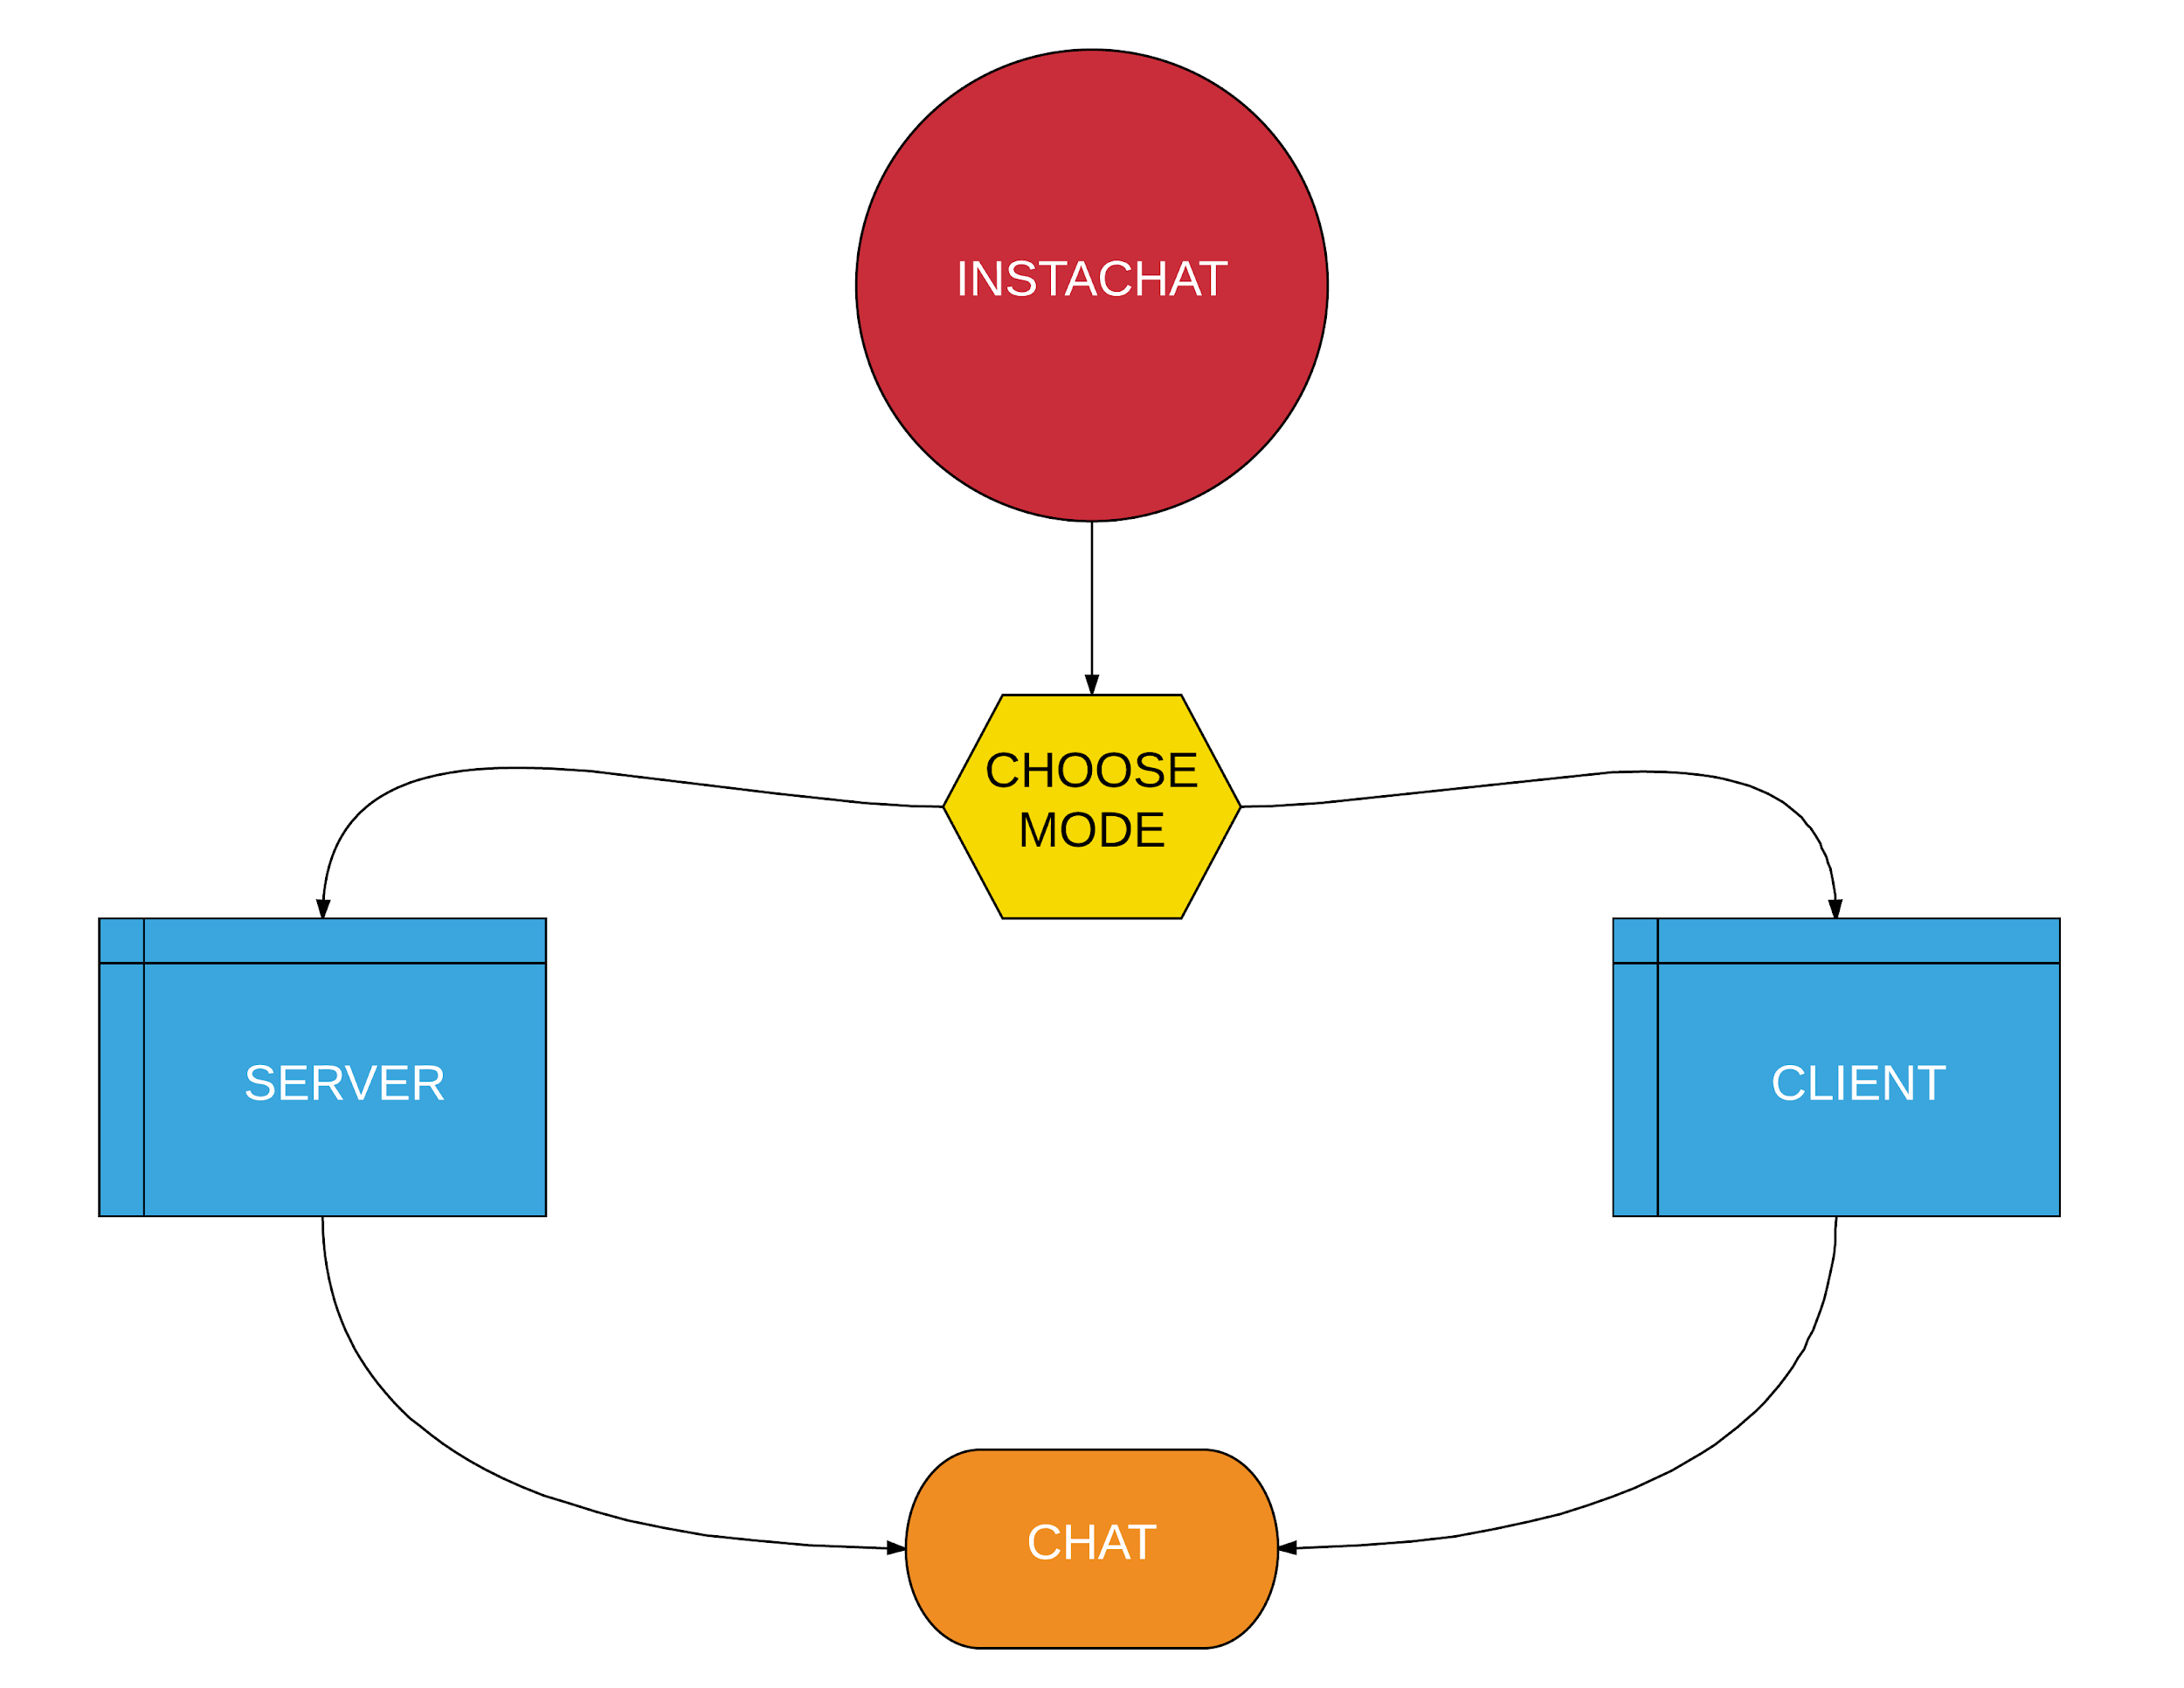 INSTACHAT
CHOOSE
MODE
SERVER
CLIENT
CHAT